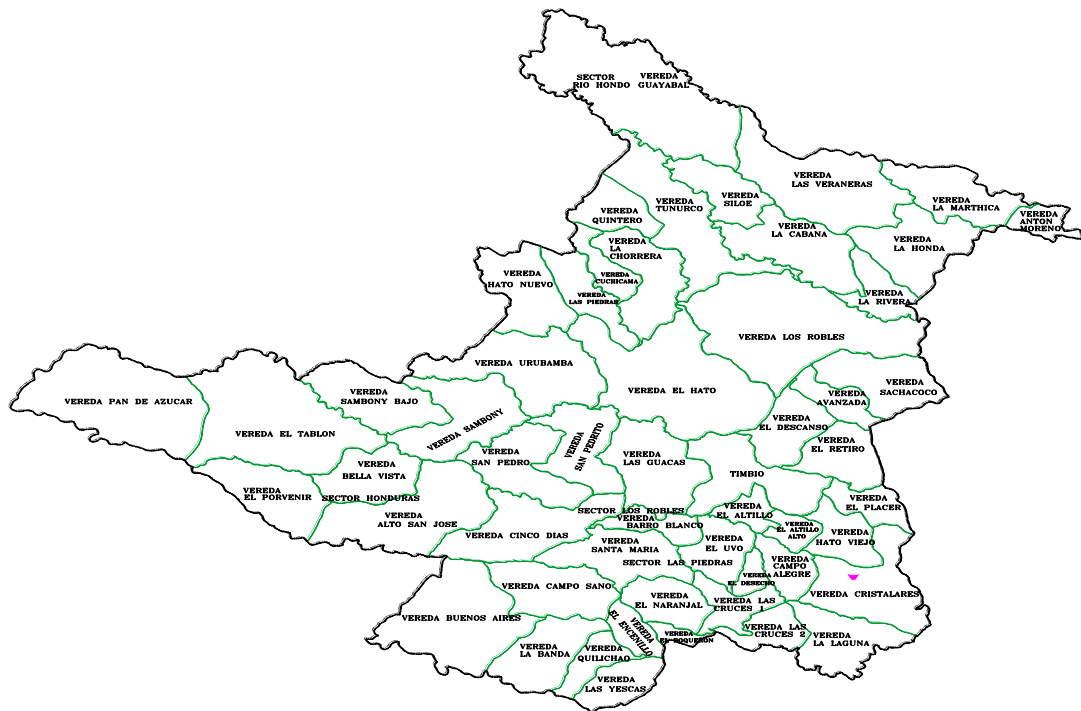 SECTOR VEREDA
RIO HONDO GUAYABAL
VEREDA
LAS VERANERAS
VEREDA
LA MARTHICA
VEREDA
ANTON
MORENO
VEREDA
SILOE
VEREDA
TUNURCO
VEREDA
QUINTERO
VEREDA
LA CABANA
VEREDA
LA HONDA
VEREDA
LA
CHORRERA
VEREDA
CUCHICAMA
VEREDA
HATO NUEVO
VEREDA
LAS PIEDRAS
VEREDA
LA RIVERA
VEREDA LOS ROBLES
VEREDA URUBAMBA
VEREDA EL HATO
VEREDA
SACHACOCO
VEREDA
AVANZADA
VEREDA
SAMBONY BAJO
VEREDA PAN DE AZUCAR
VEREDA SAMBONY
VEREDA EL TABLON
VEREDA
EL DESCANSO
VEREDA
EL RETIRO
VEREDA
SAN PEDRITO
VEREDA
SAN PEDRO
VEREDA
LAS GUACAS
VEREDA
BELLA VISTA
TIMBIO
VEREDA
EL PORVENIR
SECTOR HONDURAS
VEREDA
EL PLACER
VEREDA
ALTO SAN JOSE
SECTOR LOS ROBLES
VEREDA
BARRO BLANCO
VEREDA
EL ALTILLO
VEREDA
EL ALTILLO
ALTO
VEREDA
HATO VIEJO
VEREDA CINCO DIAS
VEREDA
SANTA MARIA
VEREDA
EL UVO
SECTOR LAS PIEDRAS
VEREDA
CAMPO
ALEGRE
VEREDA
EL DESECHO
VEREDA CAMPO SANO
VEREDA CRISTALARES
VEREDA
EL NARANJAL
VEREDA LAS
CRUCES 1
VEREDA BUENOS AIRES
VEREDA
EL ENCENILLO
VEREDA
EL BOQUERON
VEREDA LAS
CRUCES 2
VEREDA
LA LAGUNA
VEREDA
LA BANDA
VEREDA
QUILICHAO
VEREDA
LAS YESCAS